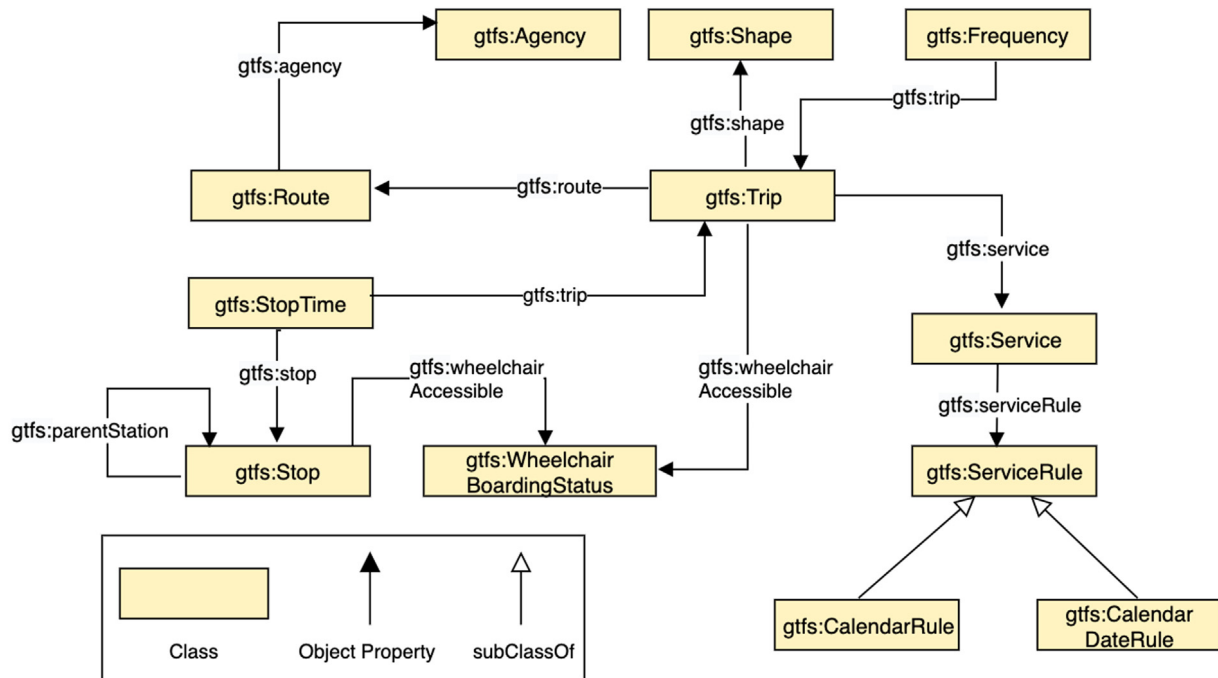 gtfs:Agency
gtfs:Shape
gtfs:Frequency
gtfs:agency
gtfs:trip
gtfs:shape
gtfs:Route
gtfs:route
gtfs:Trip
gtfs:service
gtfs:StopTime
gtfs:trip
gtfs:Service
gtfs:stop
gtfs:wheelchair
Accessible
gtfs:wheelchair
Accessible
gtfs:serviceRule
gtfs:parentStation
gtfs:Stop
gtfs:Wheelchair
BoardingStatus
gtfs:ServiceRule
gtfs:CalendarRule
gtfs:Calendar
DateRule
Class
Object Property
subClassOf